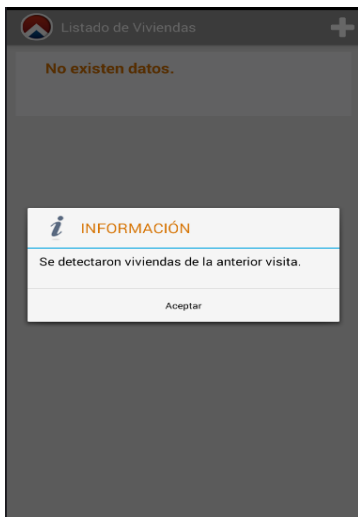 Listado de Viviendas
No existen datos.
INFORMACIÓN
Se detectaron viviendas de la anterior visita.
Aceptar